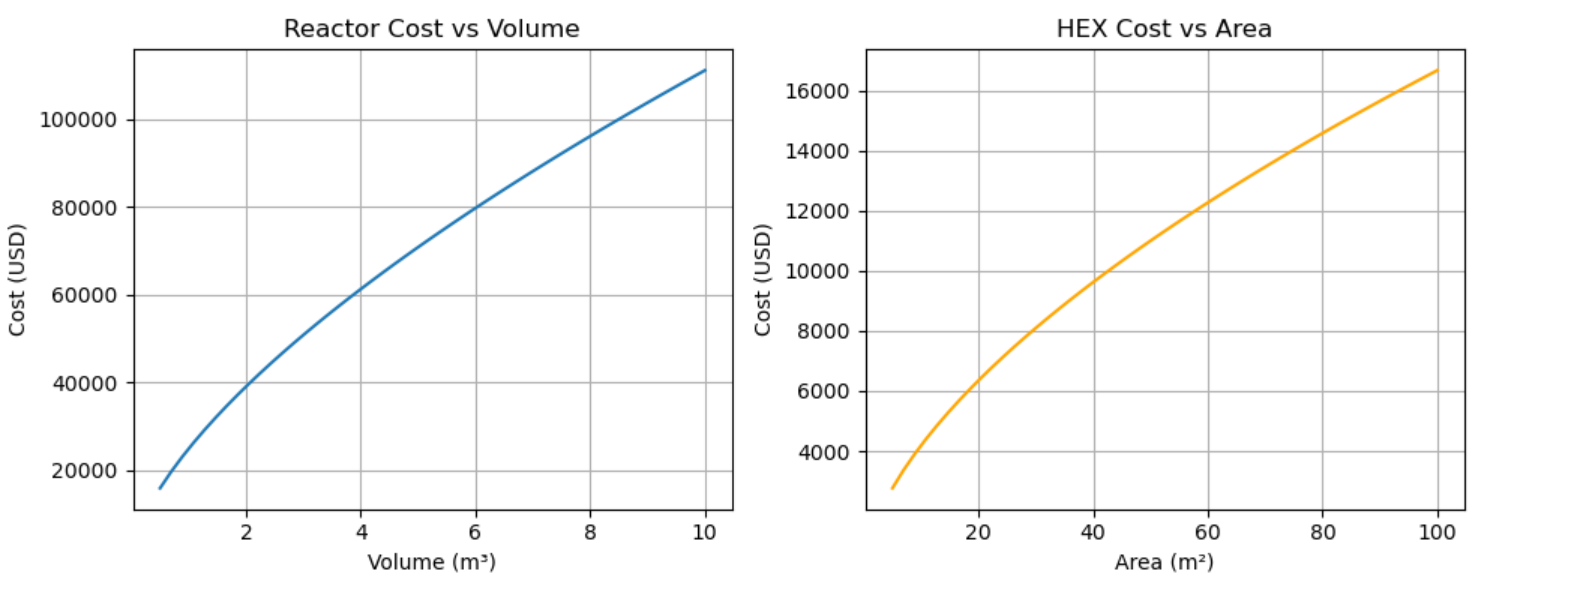 Reactor Cost vs Volume
Cost (USD)
100000
80000
60000
40000
20000
2 4 6 8 10
Volume (m³)
HEX Cost vs Area
Cost (USD)
16000
14000
12000
10000
8000
6000
4000
20 40 60 80 100
Area (m²)